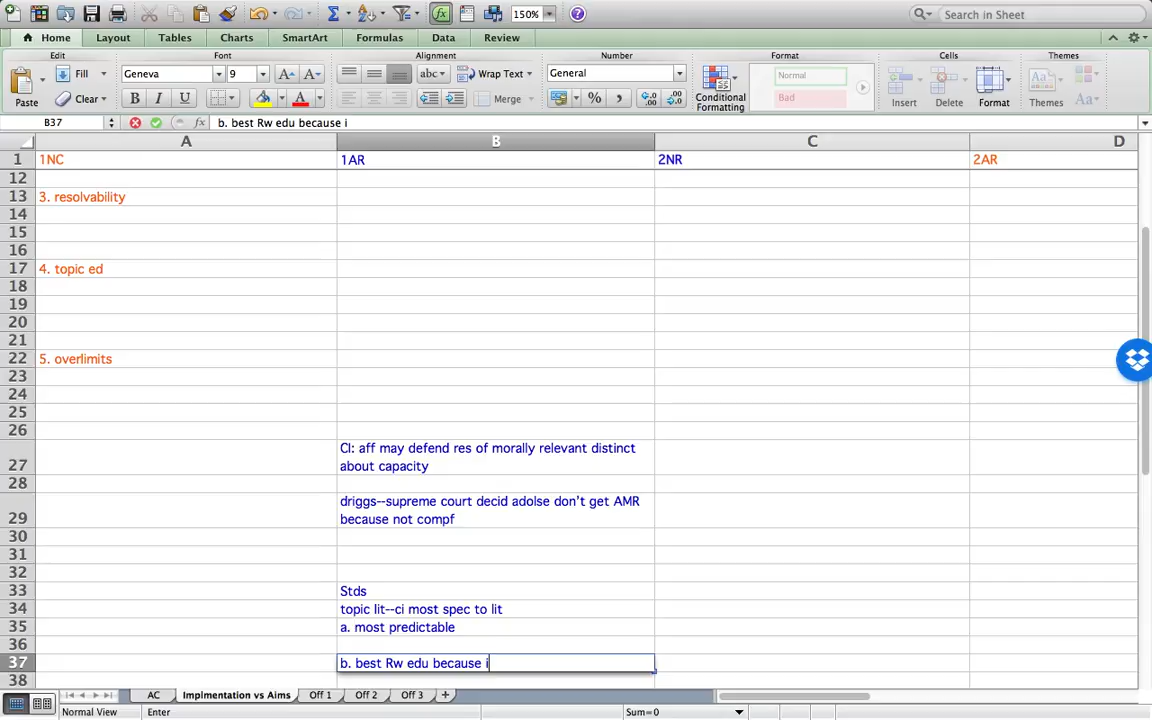 150%
Search in Sheet
Home
Layout
Tables
Charts
SmartArt
Formulas
Data
Review
Edit
Font
Alignment
Number
Format
Cells
Themes
Paste
Fill
Clear
Geneva
9
A
A
B
I
U
A
abc
Wrap Text
Merge
General
%
Conditional
Formatting
Normal
Bad
Insert
Delete
Format
Themes
Aa
B37
fx
b. best Rw edu because i
A
B
C
D
1
1NC
1AR
2NR
2AR
12
13
3. resolvability
14
15
16
17
4. topic ed
18
19
20
21
22
5. overlimits
23
24
25
26
CI: aff may defend res of morally relevant distinct
27
about capacity
28
driggs--supreme court decid adolse don't get AMR
29
because not compf
30
31
32
33
Stds
34
topic lit--ci most spec to lit
35
a. most predictable
36
37
b. best Rw edu because i
38
AC
Implmentation vs Aims
Off 1
Off 2
Off 3
Normal View
Enter
Sum=0